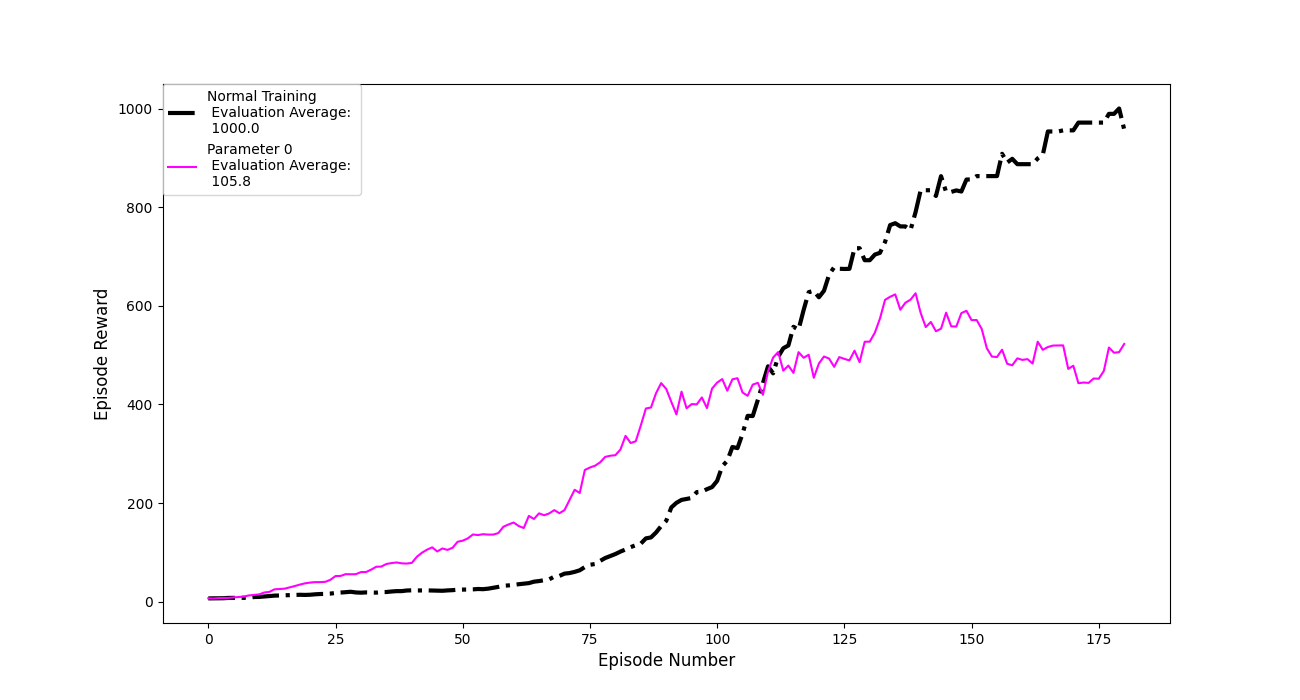 Normal Training
Evaluation Average:
1000.0
Parameter 0
Evaluation Average:
105.8
1000
800
600
400
200
0
Episode Reward
0 25 50 75 100 125 150 175
Episode Number